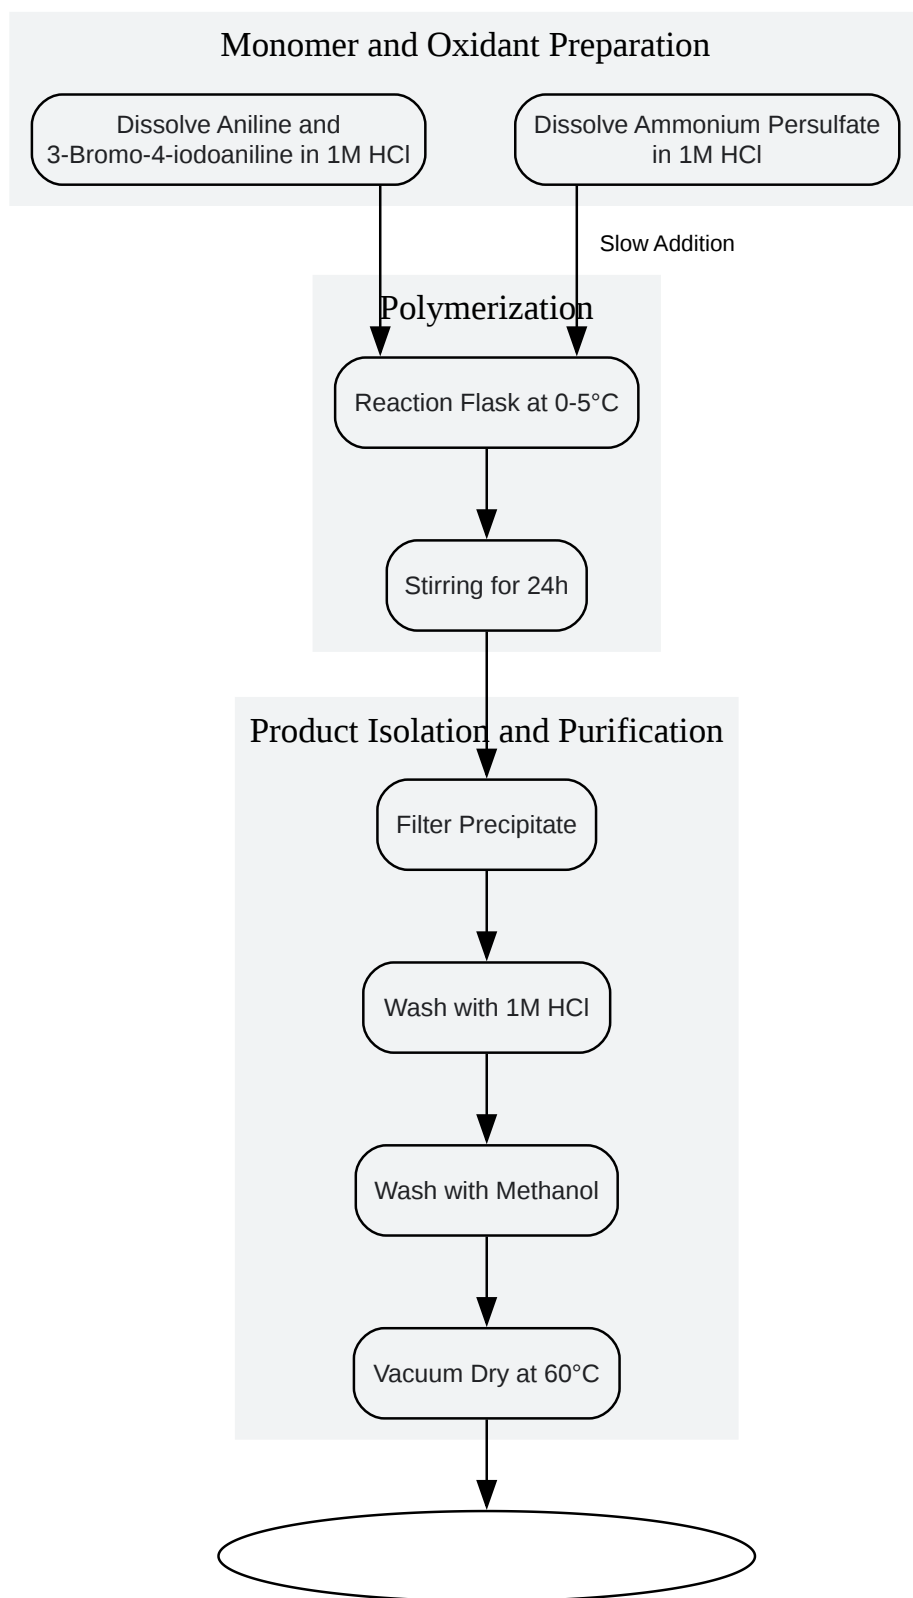 Monomer and Oxidant Preparation
Dissolve Aniline and
3-Bromo-4-iodoaniline in 1M HCl
Dissolve Ammonium Persulfate
in 1M HCl
Slow Addition
Polymerization
Reaction Flask at 0-5°C
Stirring for 24h
Product Isolation and Purification
Filter Precipitate
Wash with 1M HCl
Wash with Methanol
Vacuum Dry at 60°C